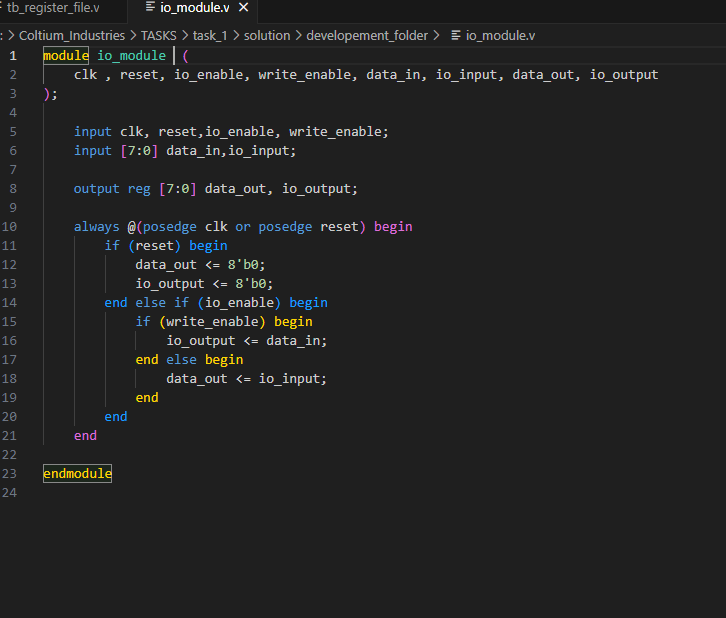 tb_register_file.v io_module.v X
: > Coltium_Industries > TASKS > task_1 > solution > developement_folder > io_module.v
1 module io_module (
2 clk , reset, io_enable, write_enable, data_in, io_input, data_out, io_output
3 );
4
5 input clk, reset,io_enable, write_enable;
6 input [7:0] data_in,io_input;
7
8 output reg [7:0] data_out, io_output;
9
10 always @(posedge clk or posedge reset) begin
11 if (reset) begin
12 data_out <= 8'b0;
13 io_output <= 8'b0;
14 end else if (io_enable) begin
15 if (write_enable) begin
16 io_output <= data_in;
17 end else begin
18 data_out <= io_input;
19 end
20 end
21 end
22
23 endmodule
24